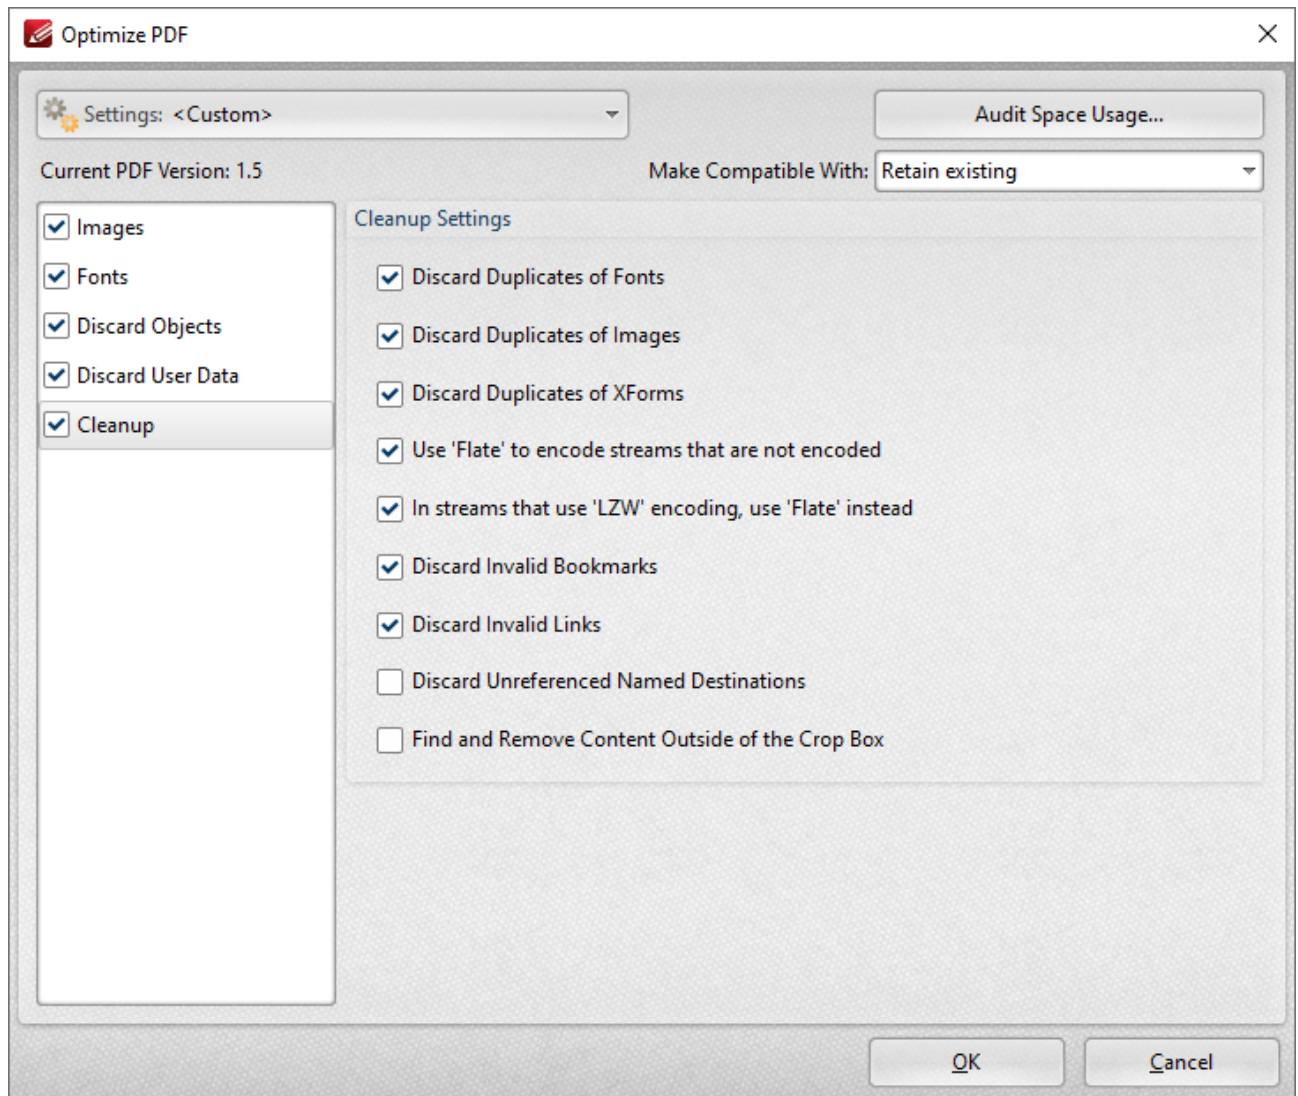 Optimize PDF
Settings: <Custom>
Audit Space Usage...
Current PDF Version: 1.5
Make Compatible With: Retain existing
Images
Fonts
Discard Objects
Discard User Data
Cleanup
Cleanup Settings
Discard Duplicates of Fonts
Discard Duplicates of Images
Discard Duplicates of XForms
Use 'Flate' to encode streams that are not encoded
In streams that use 'LZW' encoding, use 'Flate' instead
Discard Invalid Bookmarks
Discard Invalid Links
Discard Unreferenced Named Destinations
Find and Remove Content Outside of the Crop Box
OK
Cancel